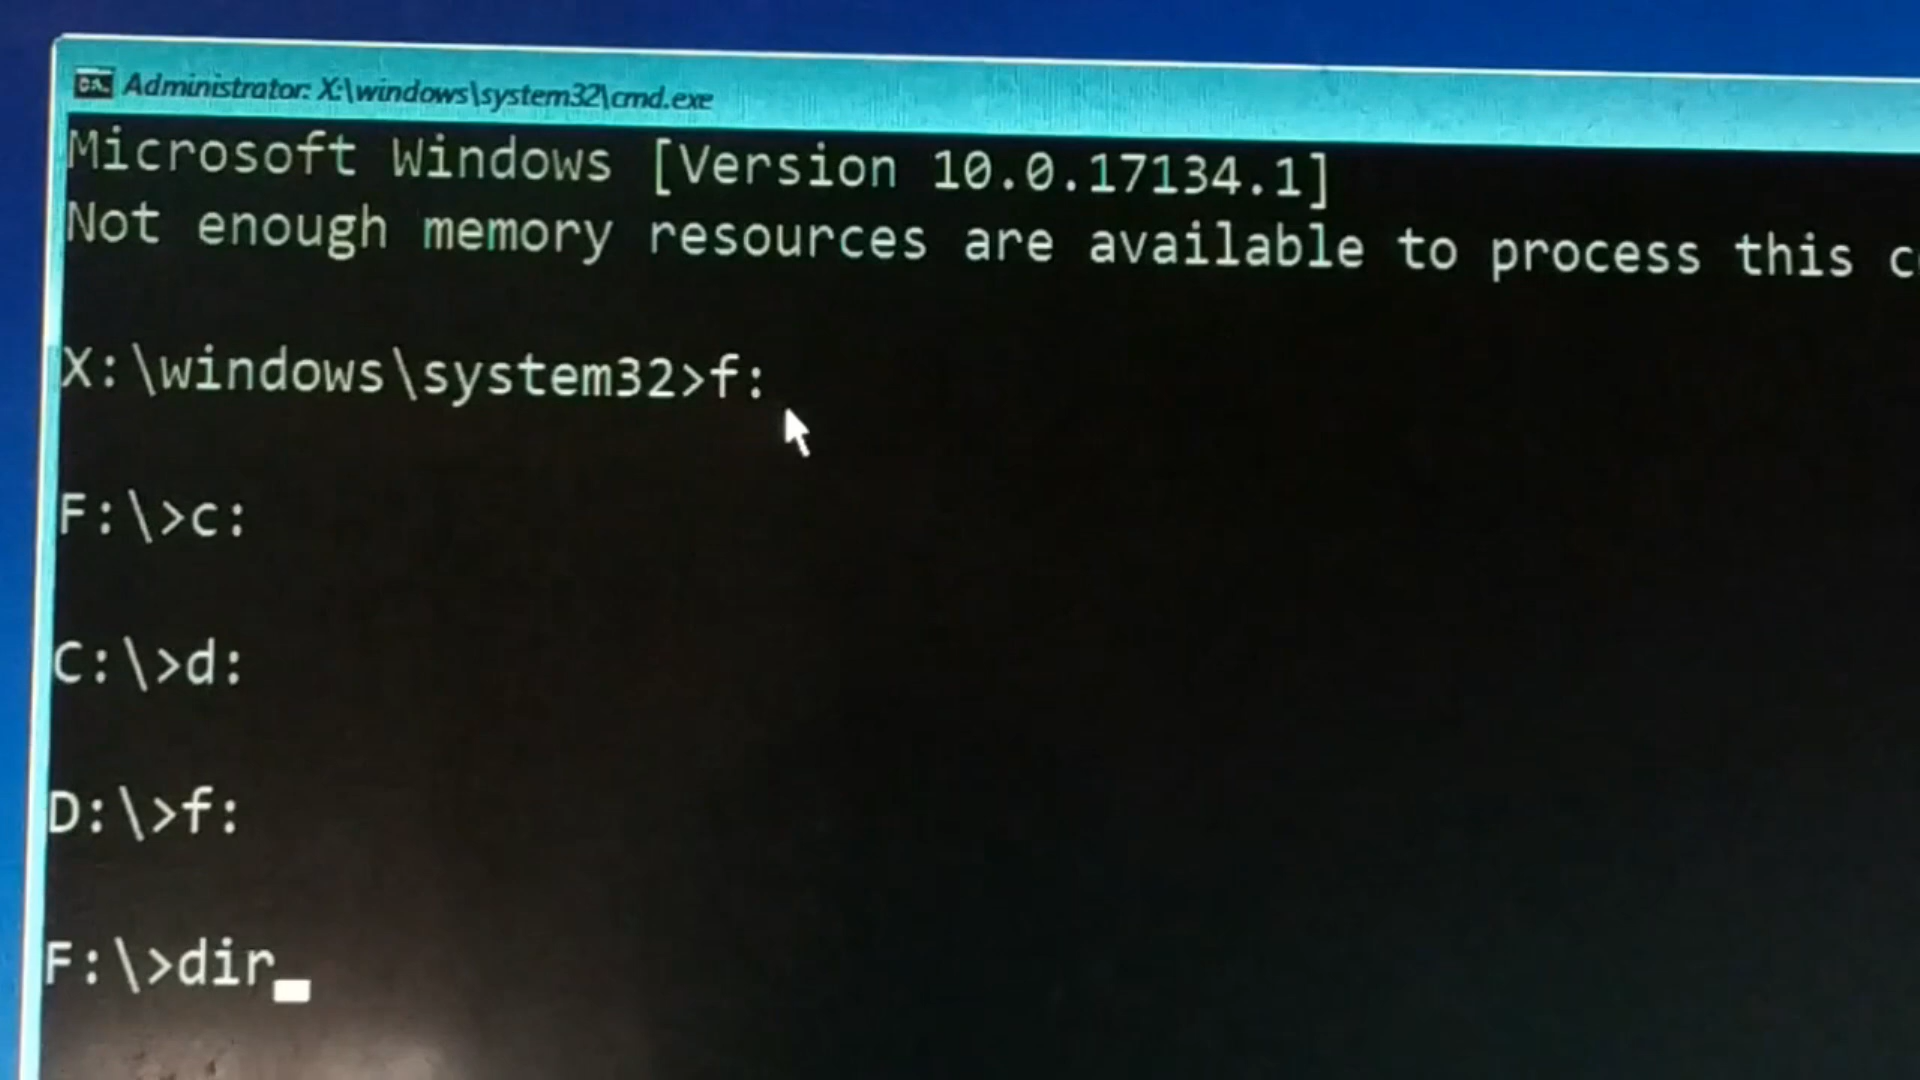 Administrator: X:\windows\system32\cmd.exe
Microsoft Windows [Version 10.0.17134.1]
Not enough memory resources are available to process this
X:\windows\system32>f:
F:\>c:
C:\>d:
D:\>f:
F:\>dir_